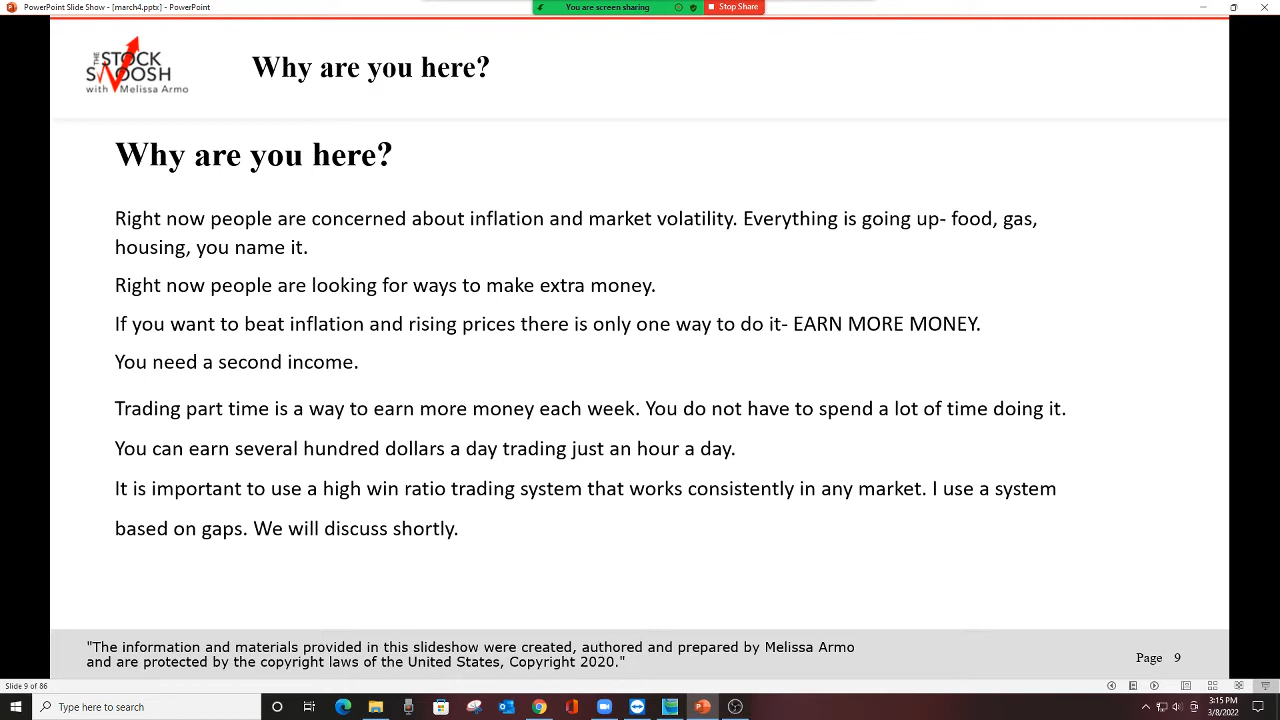 PowerPoint Slide Show - [march4.pptx] - PowerPoint
You are screen sharing
Stop Share
THE STOCK
SWOOSH
with Melissa Armo
Why are you here?
Why are you here?
Right now people are concerned about inflation and market volatility. Everything is going up- food, gas,
housing, you name it.
Right now people are looking for ways to make extra money.
If you want to beat inflation and rising prices there is only one way to do it- EARN MORE MONEY.
You need a second income.
Trading part time is a way to earn more money each week. You do not have to spend a lot of time doing it.
You can earn several hundred dollars a day trading just an hour a day.
It is important to use a high win ratio trading system that works consistently in any market. I use a system
based on gaps. We will discuss shortly.
"The information and materials provided in this slideshow were created, authored and prepared by Melissa Armo
and are protected by the copyright laws of the United States, Copyright 2020."
Page 9
Slide 9 of 86
Type here to search
3:15 PM
3/8/2022